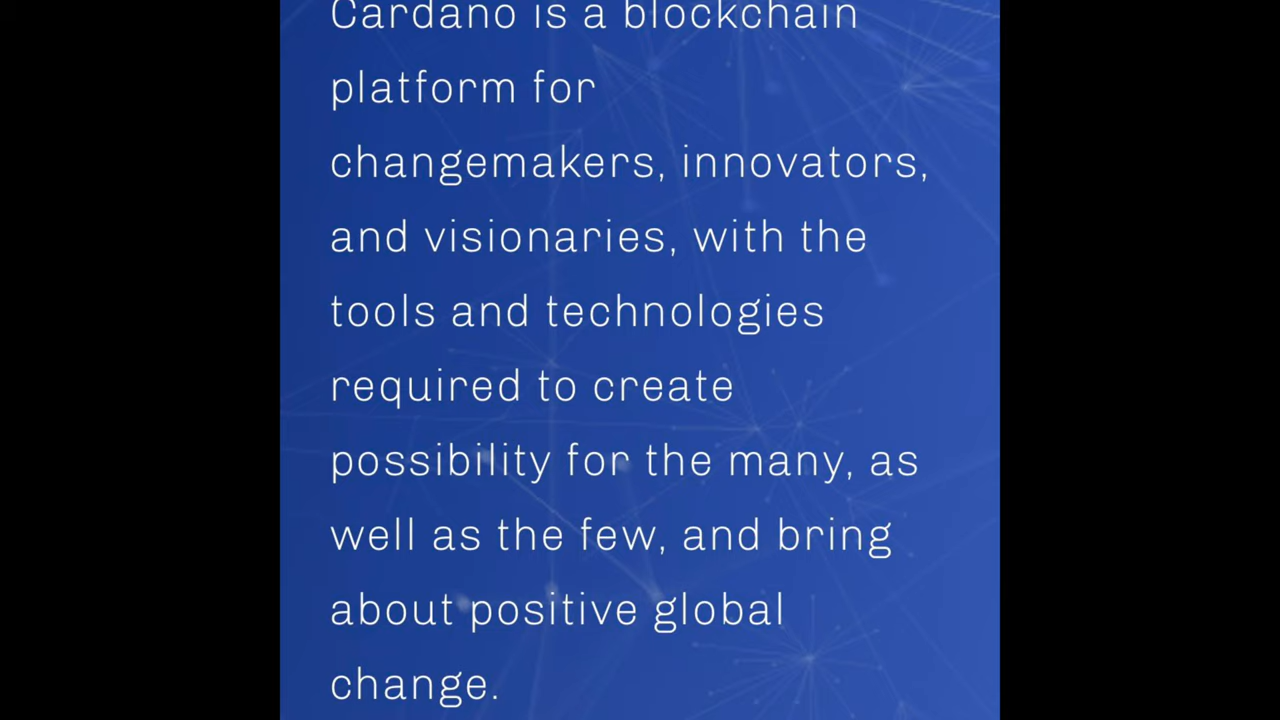 Cardano is a blockchain
platform for
changemakers, innovators,
and visionaries, with the
tools and technologies
required to create
possibility for the many, as
well as the few, and bring
about positive global
change.